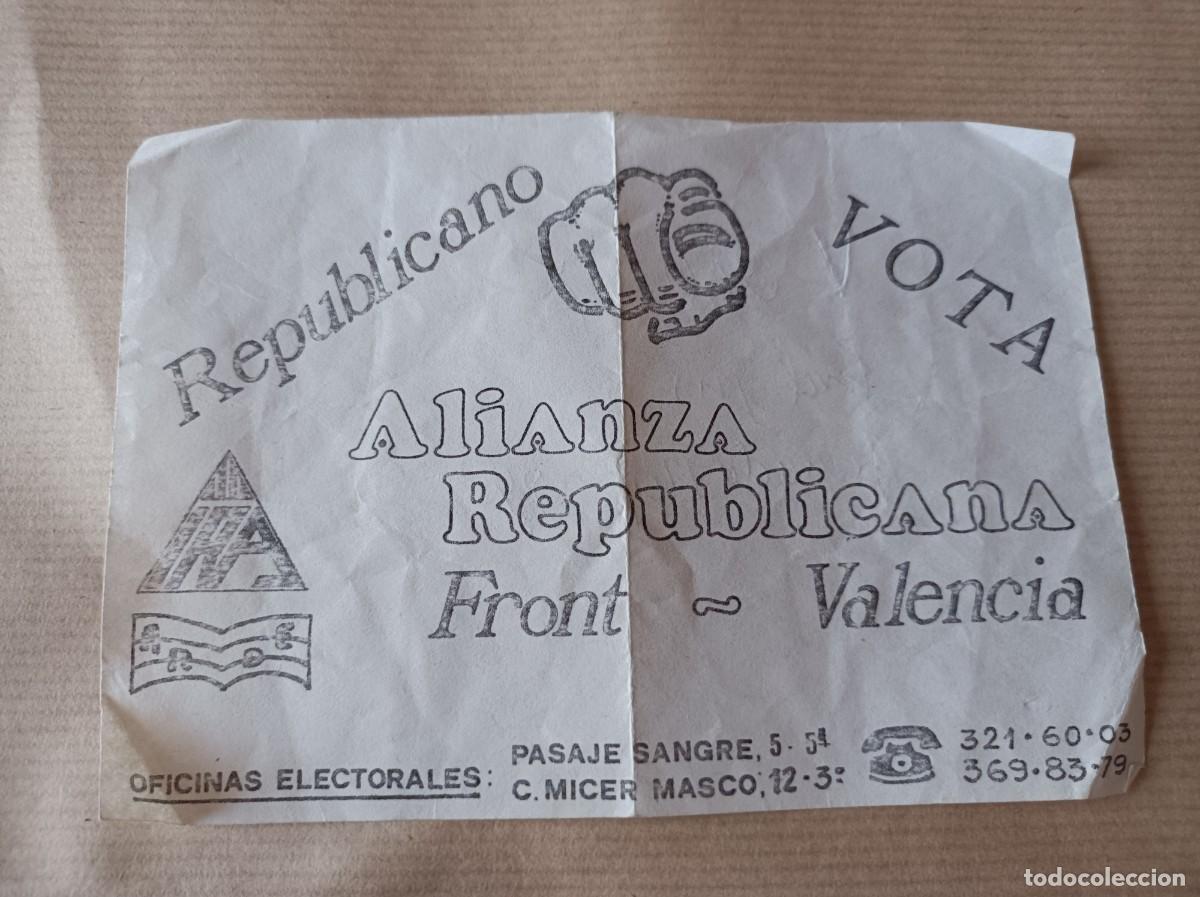 Republicano
VOTA
Alianza
Republicana
Front ~ Valencia
OFICINAS ELECTORALES:
PASAJE SANGRE, 5 - 5ª
C. MICER MASCO, 12 - 3º
321·60·03
369·83·79
todocoleccion